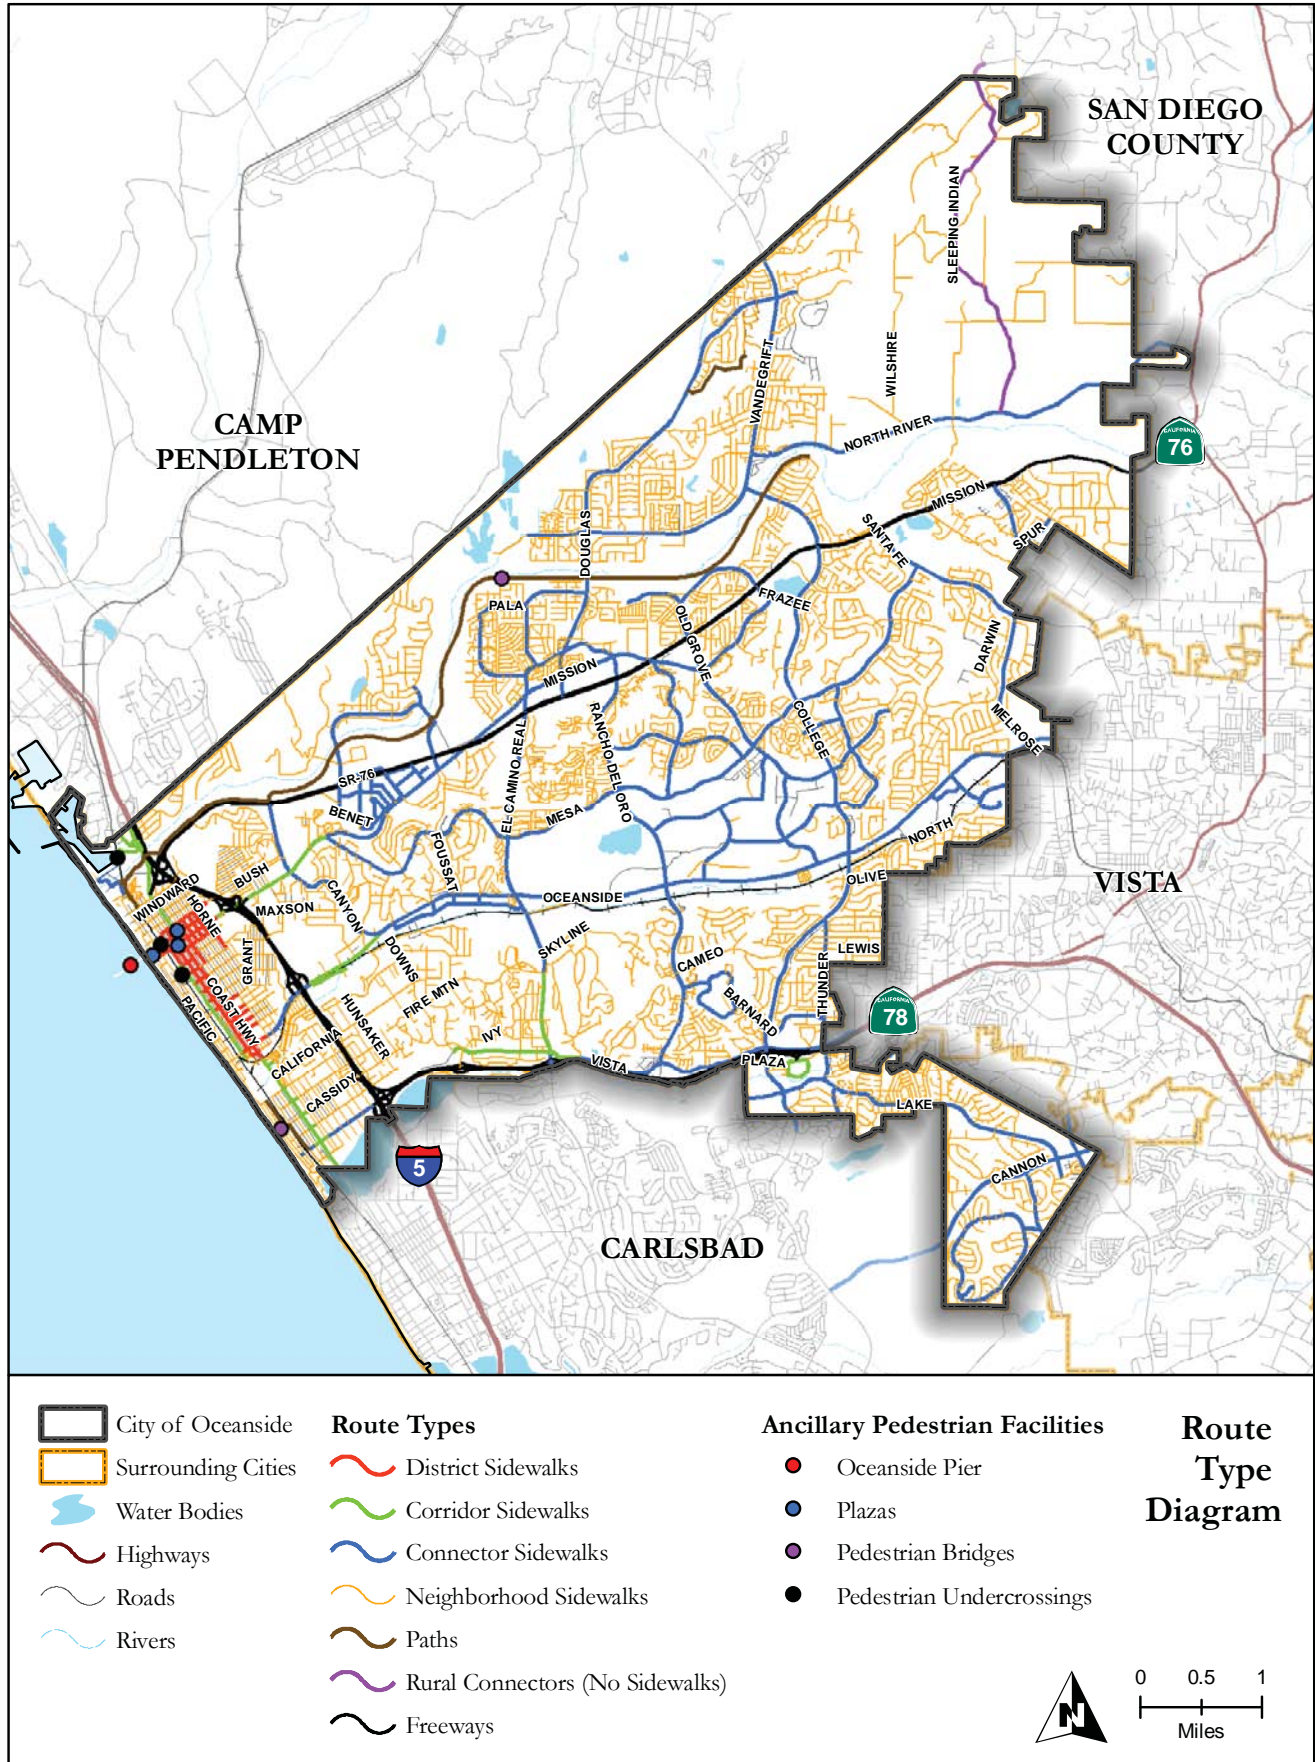 SAN DIEGO
COUNTY
SLEEPING INDIAN
CAMP
PENDLETON
VANDEGRIFT
WILSHIRE
NORTH RIVER
CALIFORNIA
76
MISSION
SANTA FE
SPUR
DOUGLAS
PALA
FRAZEE
OLD GROVE
DARWIN
MISSION
RANCHO DEL ORO
COLLEGE
MELROSE
EL CAMINO REAL
SR-76
BENET
MESA
FOUSSAT
NORTH
BUSH
WINDWARD
HORNE
MAXSON
CANYON
OCEANSIDE
OLIVE
VISTA
GRANT
DOWNS
SKYLINE
LEWIS
CAMEO
THUNDER
COAST HWY
PACIFIC
HUNSAKER
FIRE MTN
BARNARD
CALIFORNIA
78
CALIFORNIA
IVY
VISTA
PLAZA
CASSIDY
LAKE
5
CANNON
CARLSBAD
City of Oceanside
Surrounding Cities
Water Bodies
Highways
Roads
Rivers
Route Types
District Sidewalks
Corridor Sidewalks
Connector Sidewalks
Neighborhood Sidewalks
Paths
Rural Connectors (No Sidewalks)
Freeways
Ancillary Pedestrian Facilities
Oceanside Pier
Plazas
Pedestrian Bridges
Pedestrian Undercrossings
Route
Type
Diagram
N
0 0.5 1
Miles